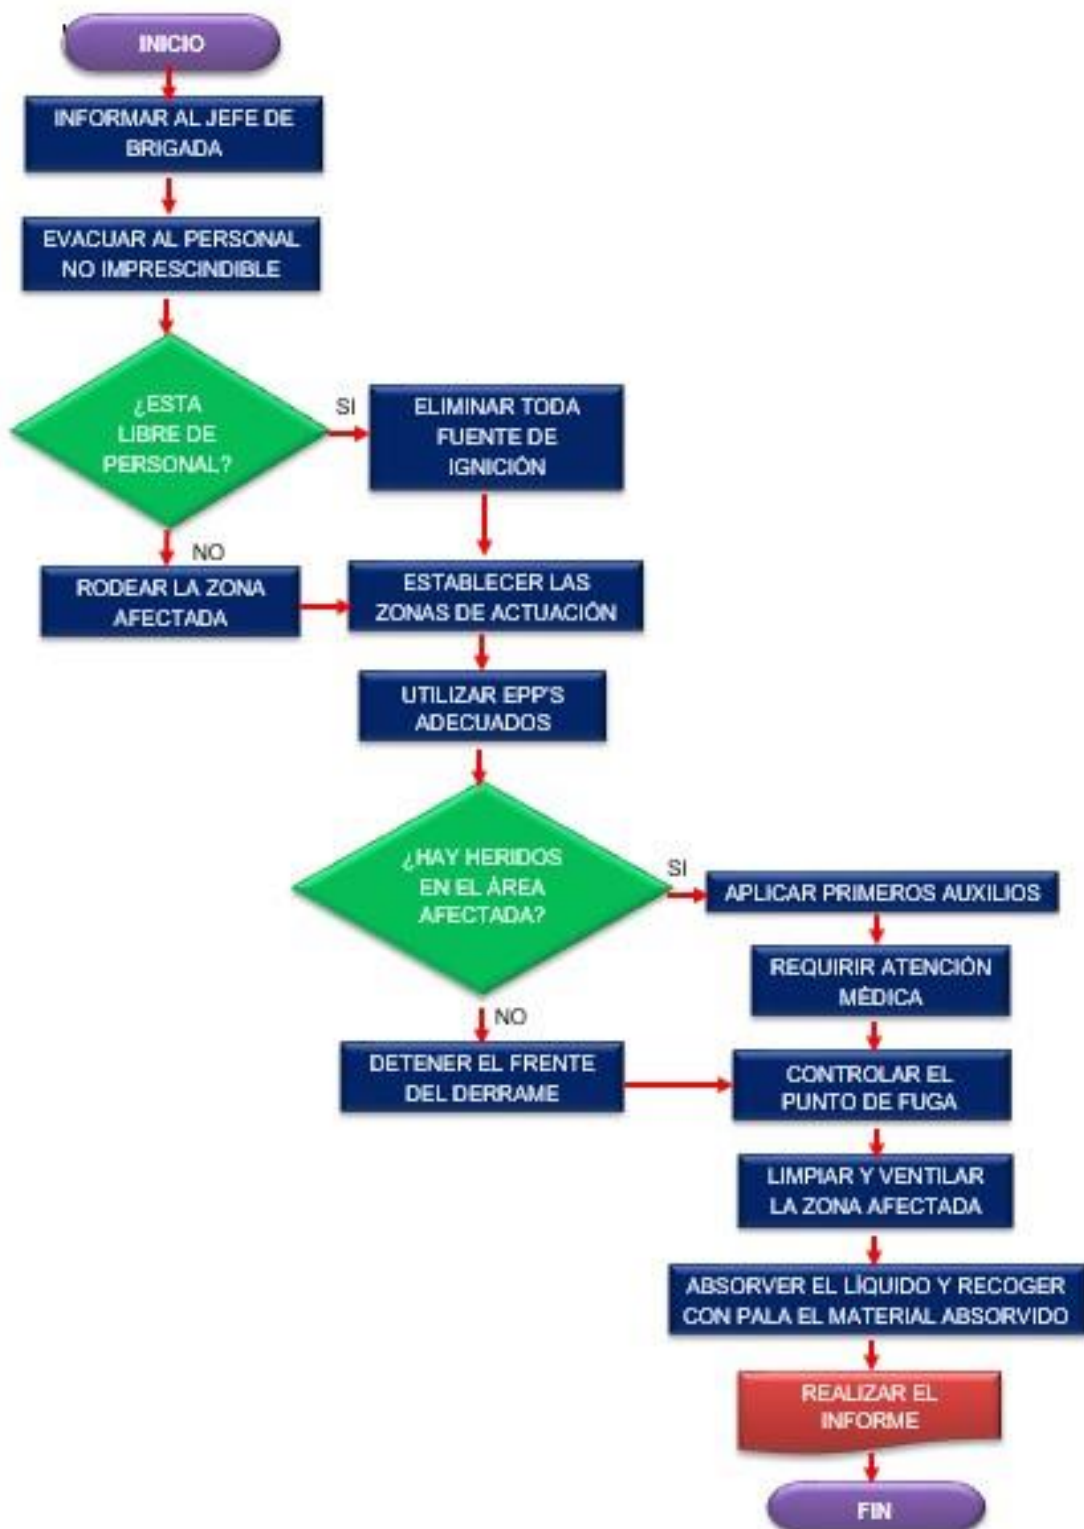 INICIO
INFORMAR AL JEFE DE
BRIGADA
EVACUAR AL PERSONAL
NO IMPRESCINDIBLE
¿ESTA
LIBRE DE
PERSONAL?
SI
ELIMINAR TODA
FUENTE DE
IGNICIÓN
NO
RODEAR LA ZONA
AFECTADA
ESTABLECER LAS
ZONAS DE ACTUACIÓN
UTILIZAR EPP'S
ADECUADOS
¿HAY HERIDOS
EN EL ÁREA
AFECTADA?
SI
APLICAR PRIMEROS AUXILIOS
REQUIRIR ATENCIÓN
MÉDICA
NO
DETENER EL FRENTE
DEL DERRAME
CONTROLAR EL
PUNTO DE FUGA
LIMPIAR Y VENTILAR
LA ZONA AFECTADA
ABSORVER EL LÍQUIDO Y RECOGER
CON PALA EL MATERIAL ABSORVIDO
REALIZAR EL
INFORME
FIN